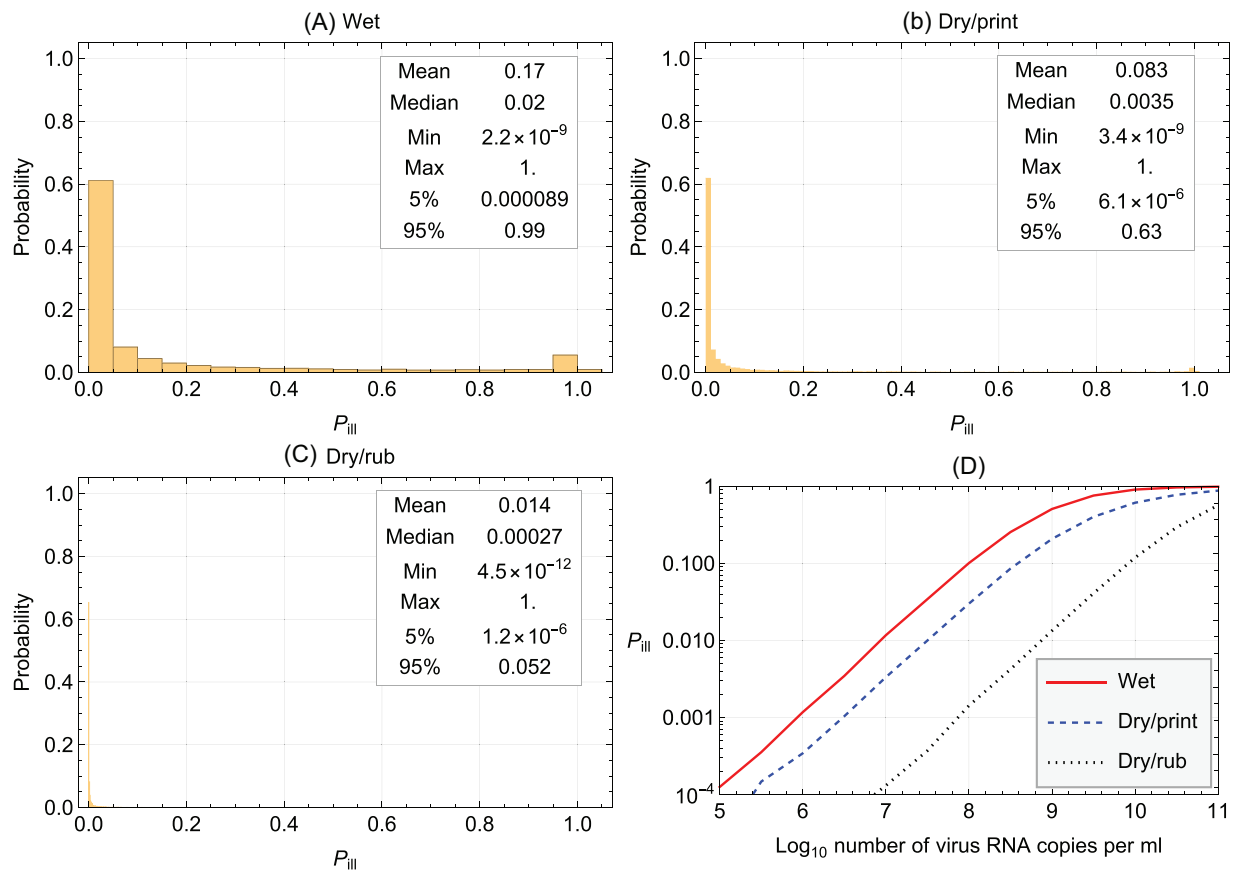 (A) Wet
1.0
0.8
0.6
0.4
0.2
0.0
Probability
Mean 0.17
Median 0.02
Min 2.2×10⁻⁹
Max 1.
5% 0.000089
95% 0.99
0.0 0.2 0.4 0.6 0.8 1.0
P_ill
(b) Dry/print
1.0
0.8
0.6
0.4
0.2
0.0
Probability
Mean 0.083
Median 0.0035
Min 3.4×10⁻⁹
Max 1.
5% 6.1×10⁻⁶
95% 0.63
0.0 0.2 0.4 0.6 0.8 1.0
P_ill
(C) Dry/rub
1.0
0.8
0.6
0.4
0.2
0.0
Probability
Mean 0.014
Median 0.00027
Min 4.5×10⁻¹²
Max 1.
5% 1.2×10⁻⁶
95% 0.052
0.0 0.2 0.4 0.6 0.8 1.0
P_ill
(D)
1
0.100
0.010
0.001
10⁻⁴
P_ill
Wet
Dry/print
Dry/rub
5 6 7 8 9 10 11
Log₁₀ number of virus RNA copies per ml